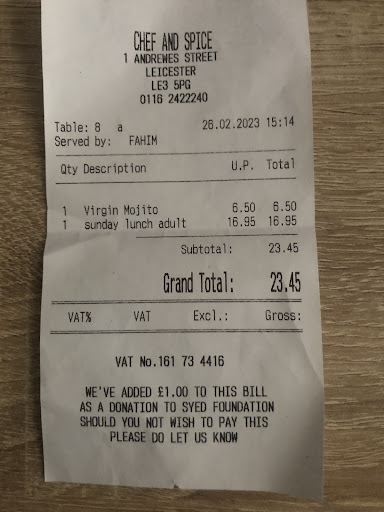 CHEF AND SPICE
1 ANDREWES STREET
LEICESTER
LE3 5PG
0116 2422240
Table: 8 a 26.02.2023 15:14
Served by: FAHIM
Qty Description U.P. Total
1 Virgin Mojito 6.50 6.50
1 sunday lunch adult 16.95 16.95
Subtotal: 23.45
Grand Total: 23.45
VAT% VAT Excl.: Gross:
VAT No.161 73 4416
WE'VE ADDED £1.00 TO THIS BILL
AS A DONATION TO SYED FOUNDATION
SHOULD YOU NOT WISH TO PAY THIS
PLEASE DO LET US KNOW